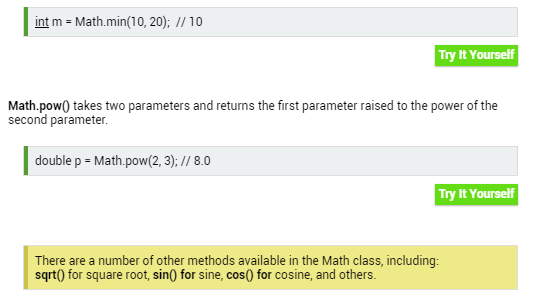 int m = Math.min(10, 20);  // 10
Try It Yourself
Math.pow() takes two parameters and returns the first parameter raised to the power of the
second parameter.
double p = Math.pow(2, 3); // 8.0
Try It Yourself
There are a number of other methods available in the Math class, including:
sqrt() for square root, sin() for sine, cos() for cosine, and others.